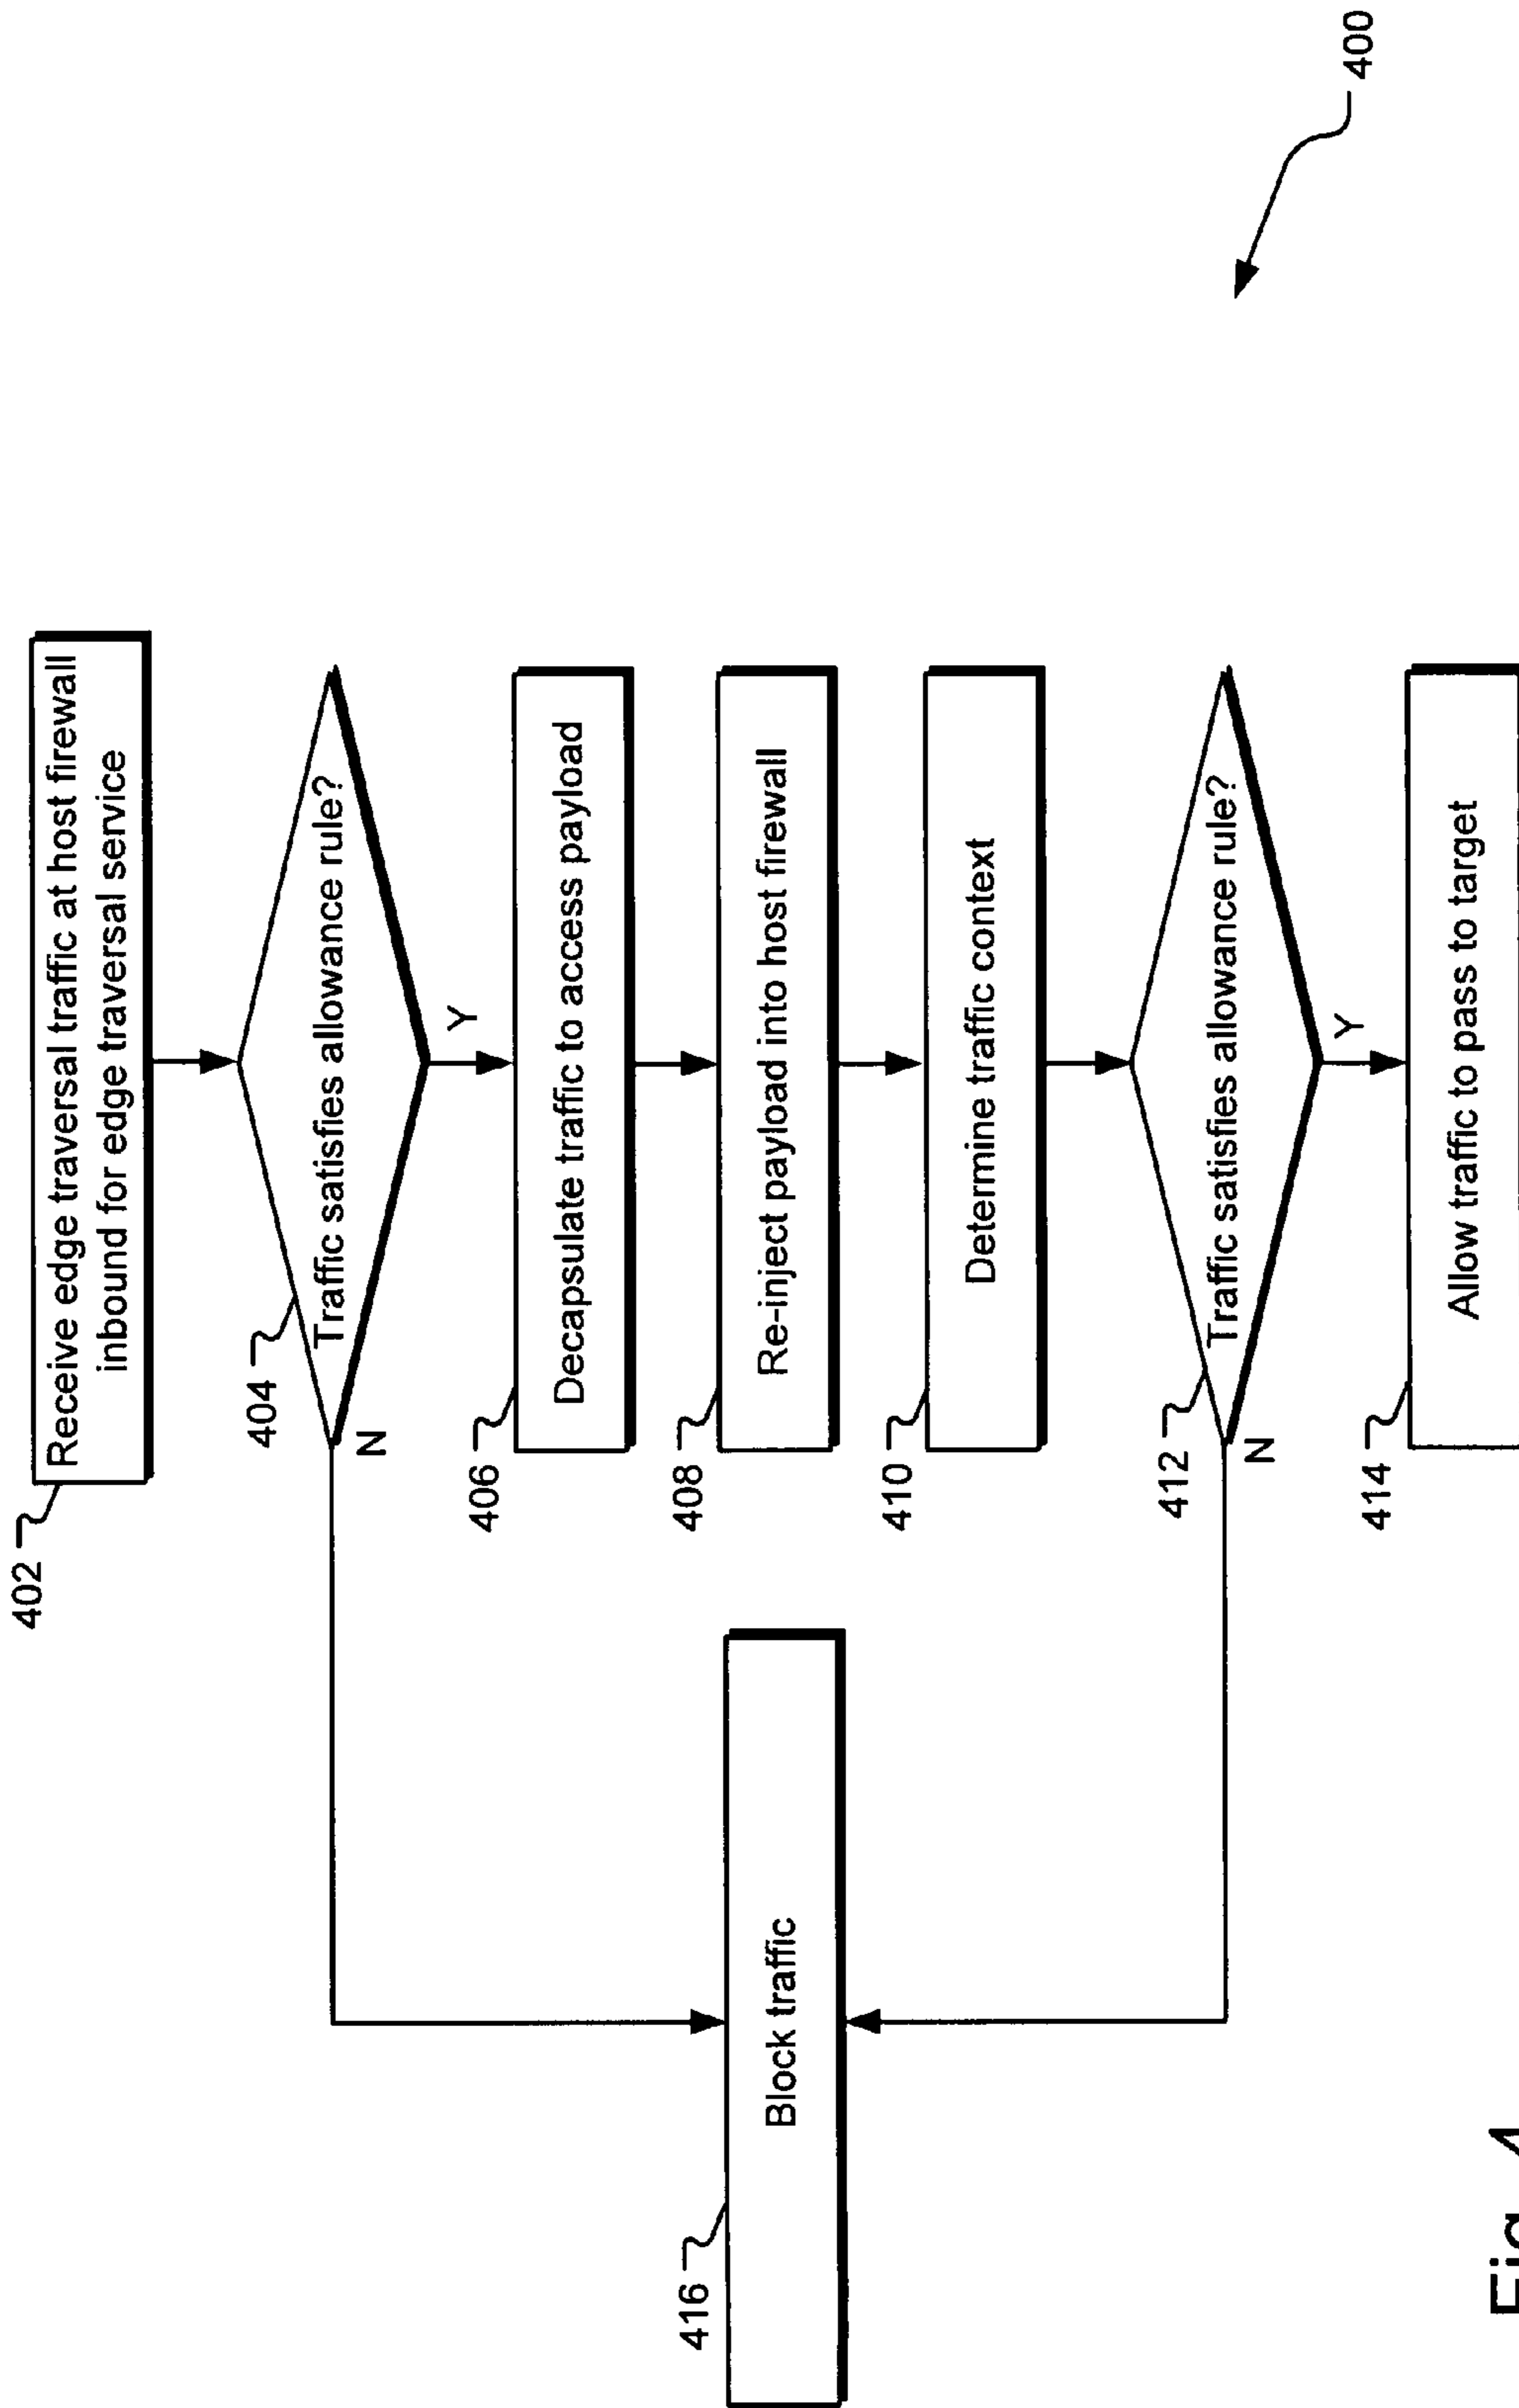 402
Receive edge traversal traffic at host firewall
inbound for edge traversal service
404
Traffic satisfies allowance rule?
N
Y
406
Decapsulate traffic to access payload
408
Re-inject payload into host firewall
410
Determine traffic context
412
Traffic satisfies allowance rule?
N
Y
414
Allow traffic to pass to target
416
Block traffic
400
Fig. 4